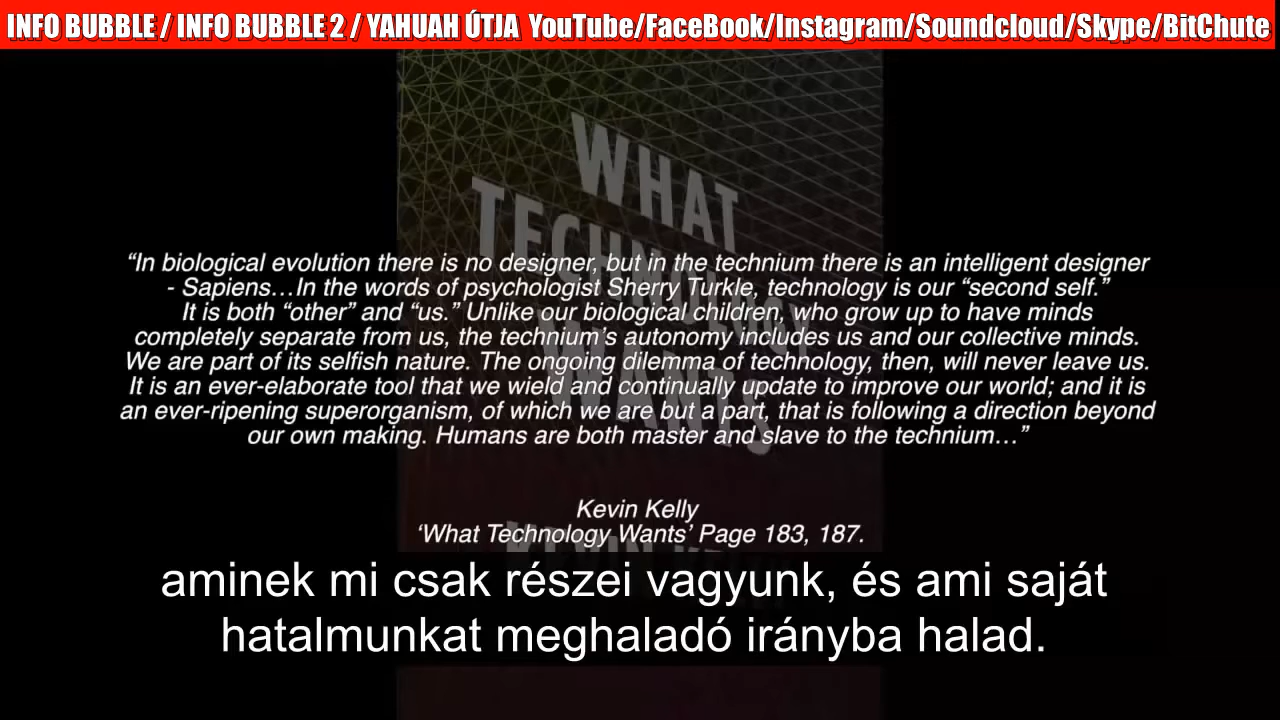 INFO BUBBLE / INFO BUBBLE 2 / YAHUAH ÚTJA YouTube/FaceBook/Instagram/Soundcloud/Skype/BitChute
WHAT
TECHNOLOGY
WANTS
“In biological evolution there is no designer, but in the technium there is an intelligent designer
- Sapiens…In the words of psychologist Sherry Turkle, technology is our “second self.”
It is both “other” and “us.” Unlike our biological children, who grow up to have minds
completely separate from us, the technium’s autonomy includes us and our collective minds.
We are part of its selfish nature. The ongoing dilemma of technology, then, will never leave us.
It is an ever-elaborate tool that we wield and continually update to improve our world; and it is
an ever-ripening superorganism, of which we are but a part, that is following a direction beyond
our own making. Humans are both master and slave to the technium…”
Kevin Kelly
‘What Technology Wants’ Page 183, 187.
aminek mi csak részei vagyunk, és ami saját
hatalmunkat meghaladó irányba halad.